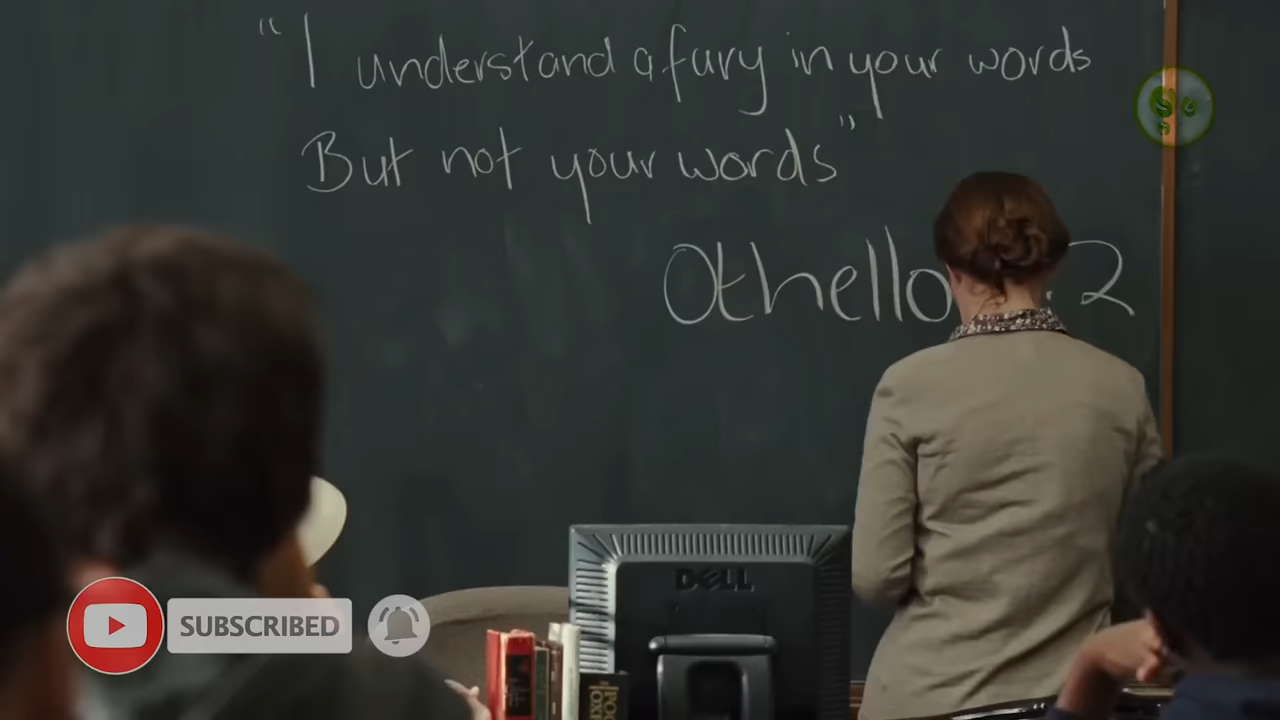 “I understand a fury in your words
But not your words”
Othello .2
DELL
SUBSCRIBED